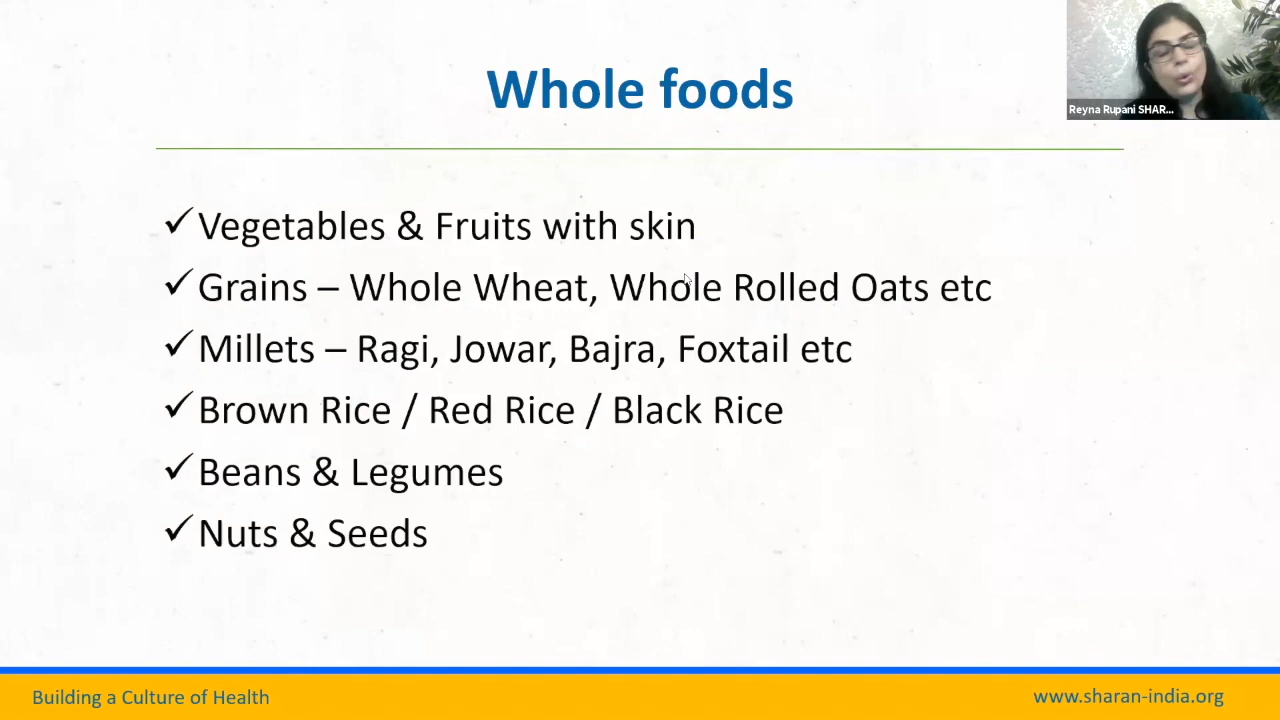 Whole foods
Reyna Rupani SHAR...
✓Vegetables & Fruits with skin
✓Grains – Whole Wheat, Whole Rolled Oats etc
✓Millets – Ragi, Jowar, Bajra, Foxtail etc
✓Brown Rice / Red Rice / Black Rice
✓Beans & Legumes
✓Nuts & Seeds
Building a Culture of Health
www.sharan-india.org